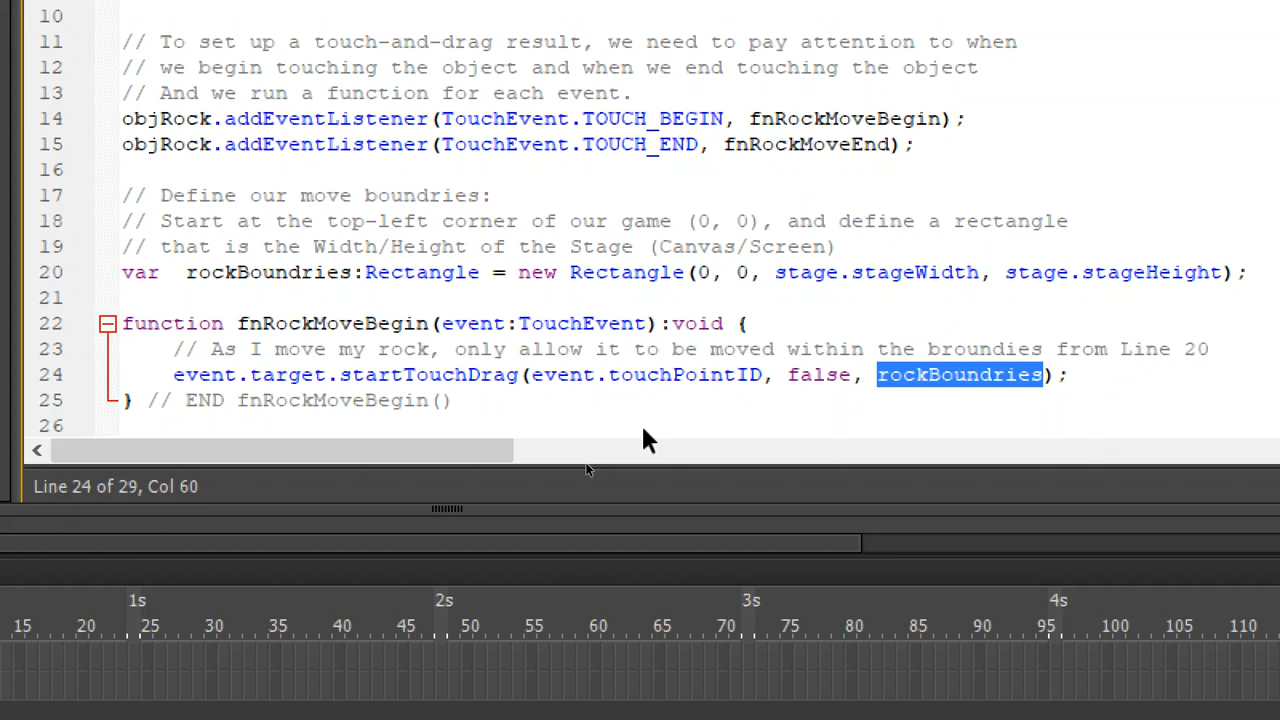 10
11 // To set up a touch-and-drag result, we need to pay attention to when
12 // we begin touching the object and when we end touching the object
13 // And we run a function for each event.
14 objRock.addEventListener(TouchEvent.TOUCH_BEGIN, fnRockMoveBegin);
15 objRock.addEventListener(TouchEvent.TOUCH_END, fnRockMoveEnd);
16
17 // Define our move boundries:
18 // Start at the top-left corner of our game (0, 0), and define a rectangle
19 // that is the Width/Height of the Stage (Canvas/Screen)
20 var  rockBoundries:Rectangle = new Rectangle(0, 0, stage.stageWidth, stage.stageHeight);
21
22 function fnRockMoveBegin(event:TouchEvent):void {
23     // As I move my rock, only allow it to be moved within the broundies from Line 20
24     event.target.startTouchDrag(event.touchPointID, false, rockBoundries);
25 } // END fnRockMoveBegin()
26
Line 24 of 29, Col 60
1s 2s 3s 4s
15 20 25 30 35 40 45 50 55 60 65 70 75 80 85 90 95 100 105 110